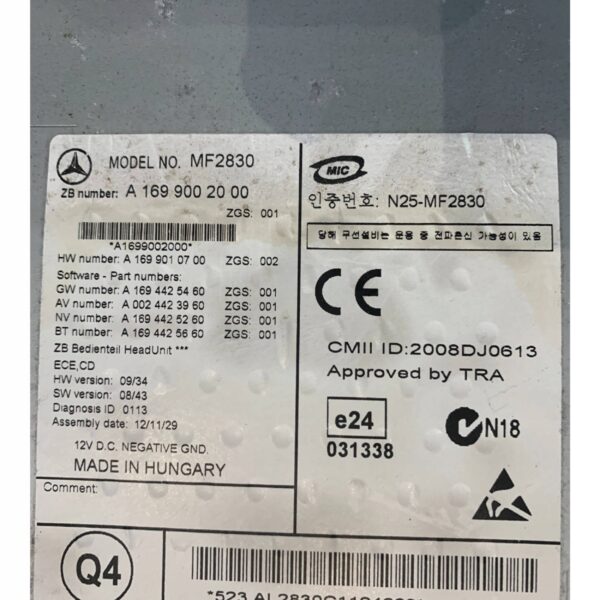 MODEL NO. MF2830
ZB number: A 169 900 20 00
ZGS: 001
*A1699002000*
HW number: A 169 901 07 00 ZGS: 002
Software - Part numbers:
GW number: A 169 442 54 60 ZGS: 001
AV number: A 002 442 39 60 ZGS: 001
NV number: A 169 442 52 60 ZGS: 001
BT number: A 169 442 56 60 ZGS: 001
ZB Bedienteil HeadUnit ***
ECE,CD
HW version: 09/34
SW version: 08/43
Diagnosis ID 0113
Assembly date: 12/11/29
12V D.C. NEGATIVE GND.
MADE IN HUNGARY
Comment:
Q4
MIC
인증번호: N25-MF2830
당해 무선설비는 운용 중 전파혼신 가능성이 있음
CE
CMII ID:2008DJ0613
Approved by TRA
e24
031338
N18